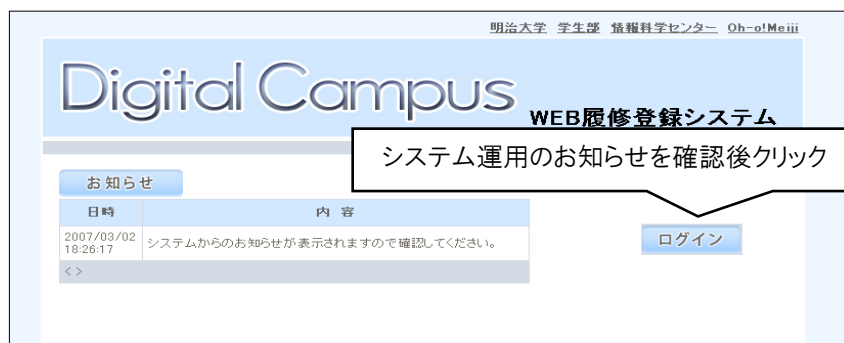 明治大学 学生部 情報科学センター Oh-o!Meiji
Digital Campus
WEB履修登録システム
システム運用のお知らせを確認後クリック
お知らせ
日時 内容
2007/03/02
18:26:17
システムからのお知らせが表示されますので確認してください。
ログイン
<>